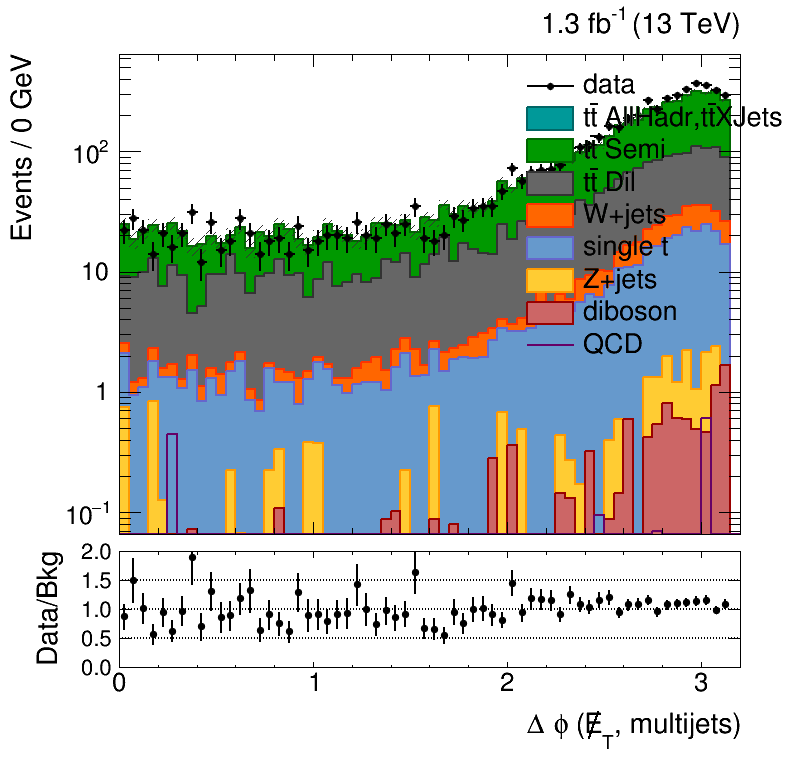 1.3 fb⁻¹ (13 TeV)
Events / 0 GeV
10²
10
1
10⁻¹
data
tt̄ AllHadr,tt̄XJets
tt̄ Semi
tt̄ Dil
W+jets
single t
Z+jets
diboson
QCD
Data/Bkg
2.0
1.5
1.0
0.5
0.0
0 1 2 3
Δ ϕ (E̸_T, multijets)